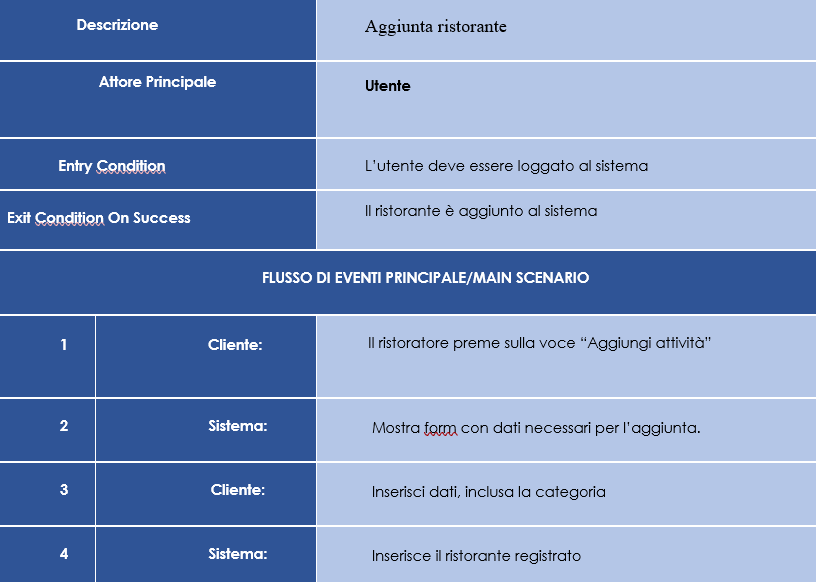 Descrizione Aggiunta ristorante
Attore Principale Utente
Entry Condition L’utente deve essere loggato al sistema
Exit Condition On Success Il ristorante è aggiunto al sistema
FLUSSO DI EVENTI PRINCIPALE/MAIN SCENARIO
1 Cliente: Il ristoratore preme sulla voce “Aggiungi attività”
2 Sistema: Mostra form con dati necessari per l’aggiunta.
3 Cliente: Inserisci dati, inclusa la categoria
4 Sistema: Inserisce il ristorante registrato